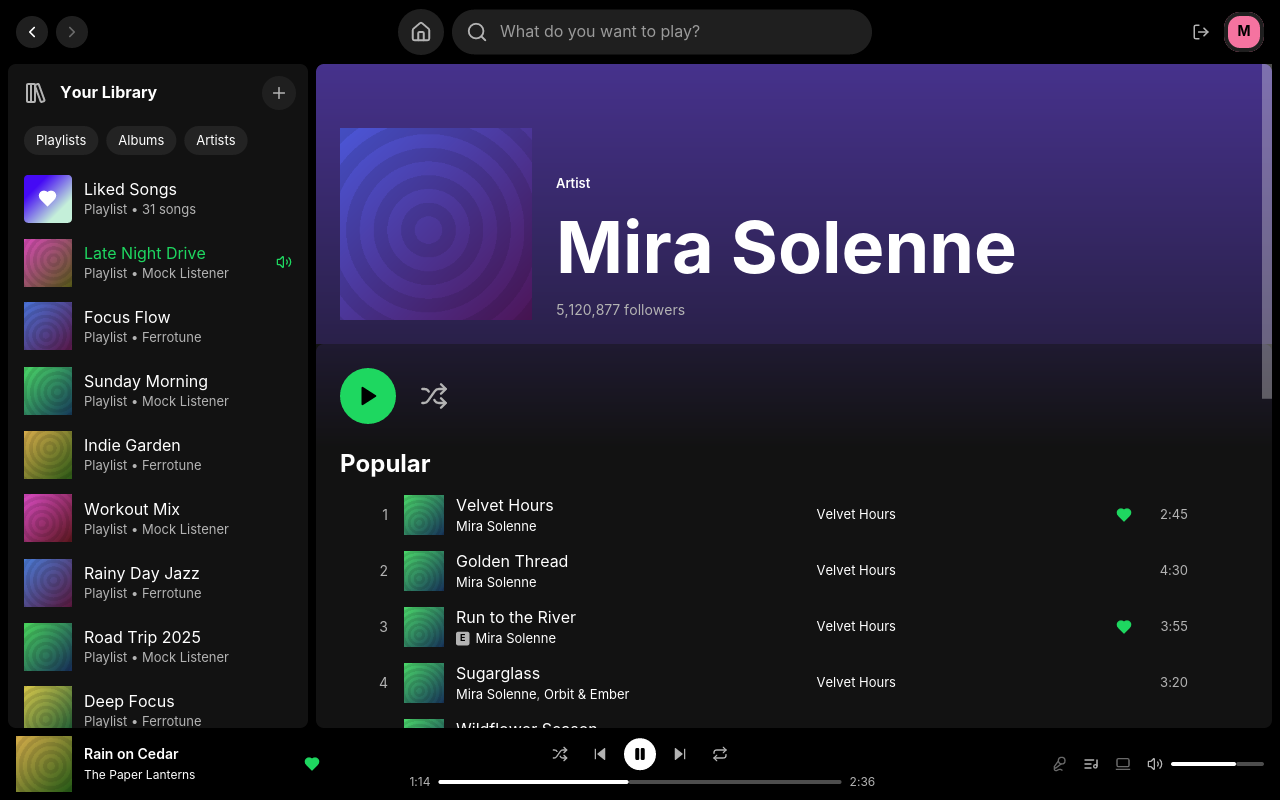 What do you want to play?
M
Your Library
Playlists
Albums
Artists
Liked Songs
Playlist • 31 songs
Late Night Drive
Playlist • Mock Listener
Focus Flow
Playlist • Ferrotune
Sunday Morning
Playlist • Mock Listener
Indie Garden
Playlist • Ferrotune
Workout Mix
Playlist • Mock Listener
Rainy Day Jazz
Playlist • Ferrotune
Road Trip 2025
Playlist • Mock Listener
Deep Focus
Playlist • Ferrotune
Artist
Mira Solenne
5,120,877 followers
Popular
1 Velvet Hours Velvet Hours 2:45
Mira Solenne
2 Golden Thread Velvet Hours 4:30
Mira Solenne
3 Run to the River Velvet Hours 3:55
E Mira Solenne
4 Sugarglass Velvet Hours 3:20
Mira Solenne, Orbit & Ember
Wildflower Season
Rain on Cedar
The Paper Lanterns
1:14
2:36